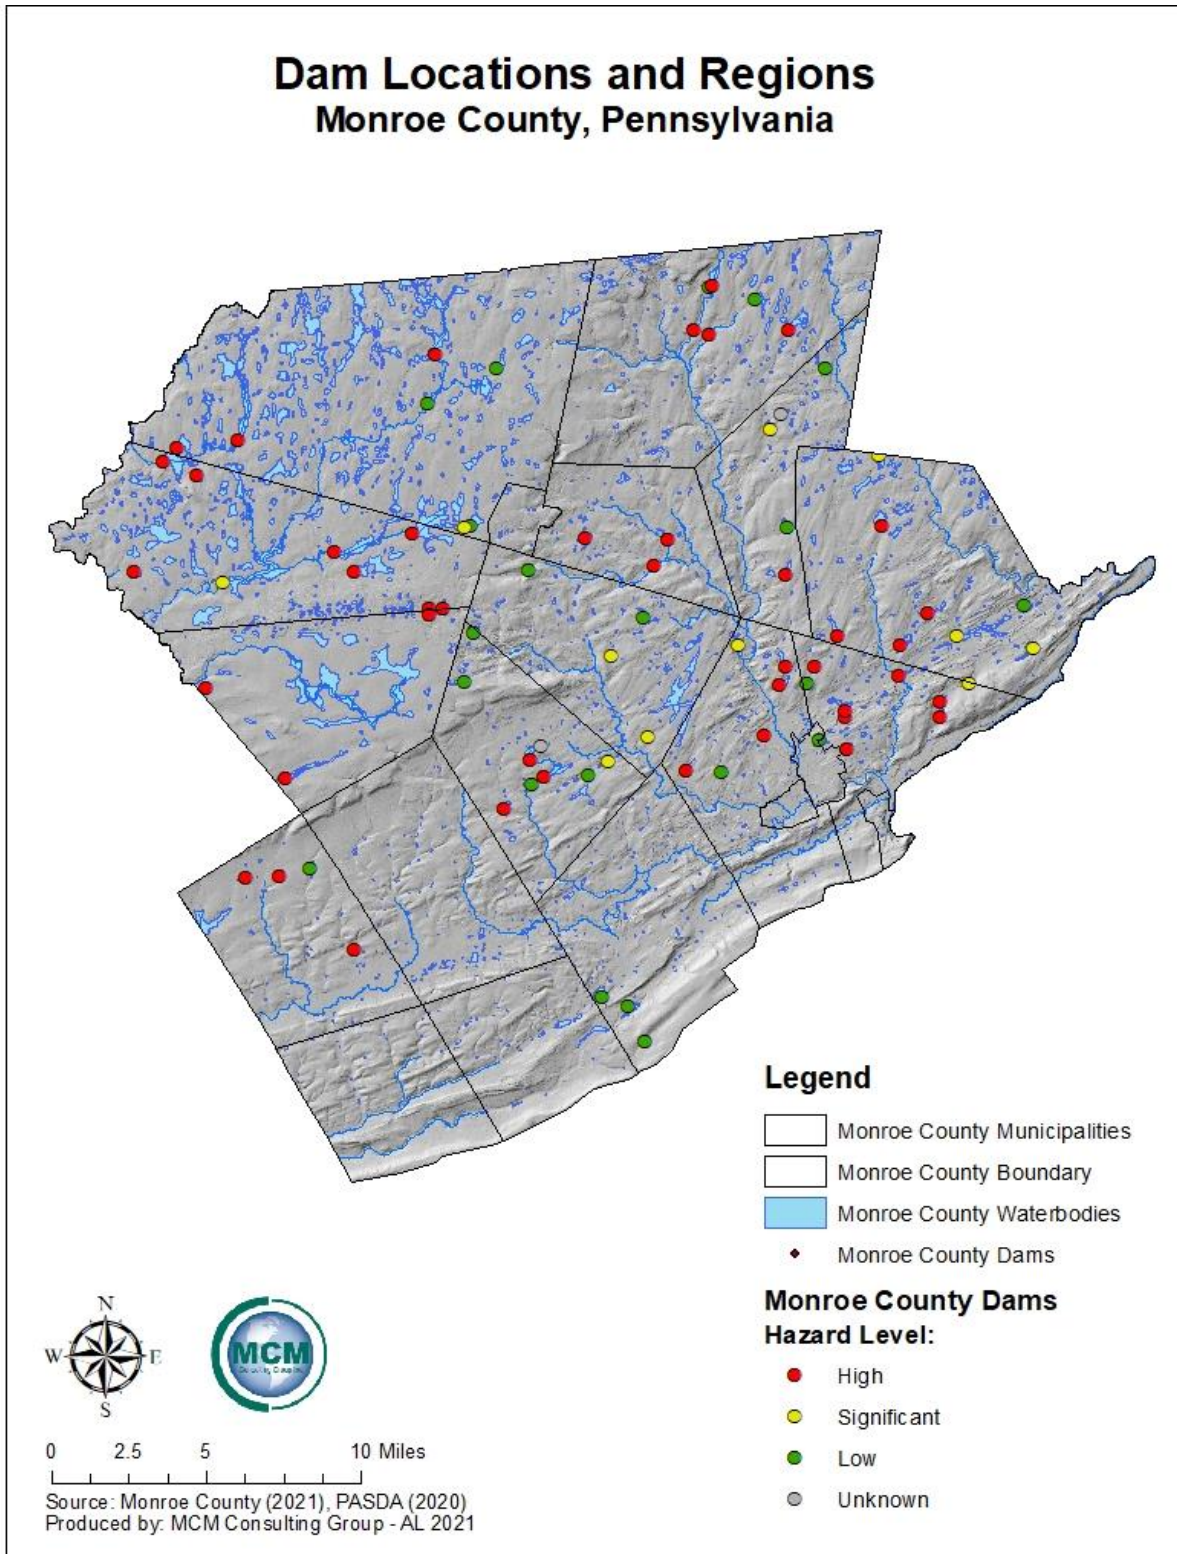 Dam Locations and Regions
Monroe County, Pennsylvania
Legend
Monroe County Municipalities
Monroe County Boundary
Monroe County Waterbodies
Monroe County Dams
Monroe County Dams
Hazard Level:
High
Significant
Low
Unknown
N
W E
S
MCM
0 2.5 5 10 Miles
Source: Monroe County (2021), PASDA (2020)
Produced by: MCM Consulting Group - AL 2021